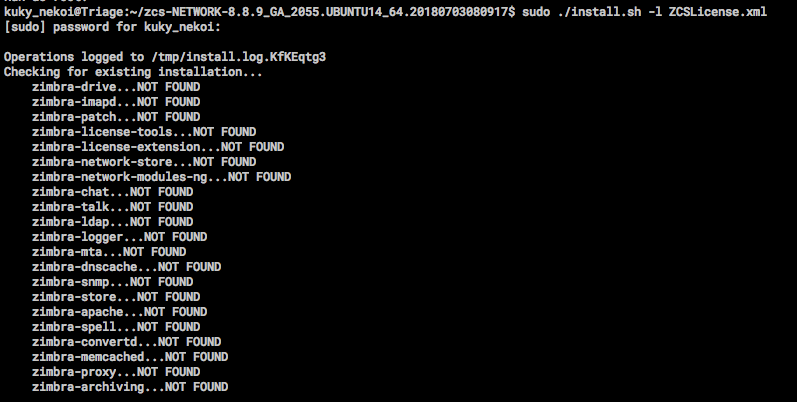 kuky_nekoi@Triage:~/zcs-NETWORK-8.8.9_GA_2055.UBUNTU14_64.20180703080917$ sudo ./install.sh -l ZCSLicense.xml
[sudo] password for kuky_nekoi:
Operations logged to /tmp/install.log.KfKEqtg3
Checking for existing installation...
zimbra-drive...NOT FOUND
zimbra-imapd...NOT FOUND
zimbra-patch...NOT FOUND
zimbra-license-tools...NOT FOUND
zimbra-license-extension...NOT FOUND
zimbra-network-store...NOT FOUND
zimbra-network-modules-ng...NOT FOUND
zimbra-chat...NOT FOUND
zimbra-talk...NOT FOUND
zimbra-ldap...NOT FOUND
zimbra-logger...NOT FOUND
zimbra-mta...NOT FOUND
zimbra-dnscache...NOT FOUND
zimbra-snmp...NOT FOUND
zimbra-store...NOT FOUND
zimbra-apache...NOT FOUND
zimbra-spell...NOT FOUND
zimbra-convertd...NOT FOUND
zimbra-memcached...NOT FOUND
zimbra-proxy...NOT FOUND
zimbra-archiving...NOT FOUND